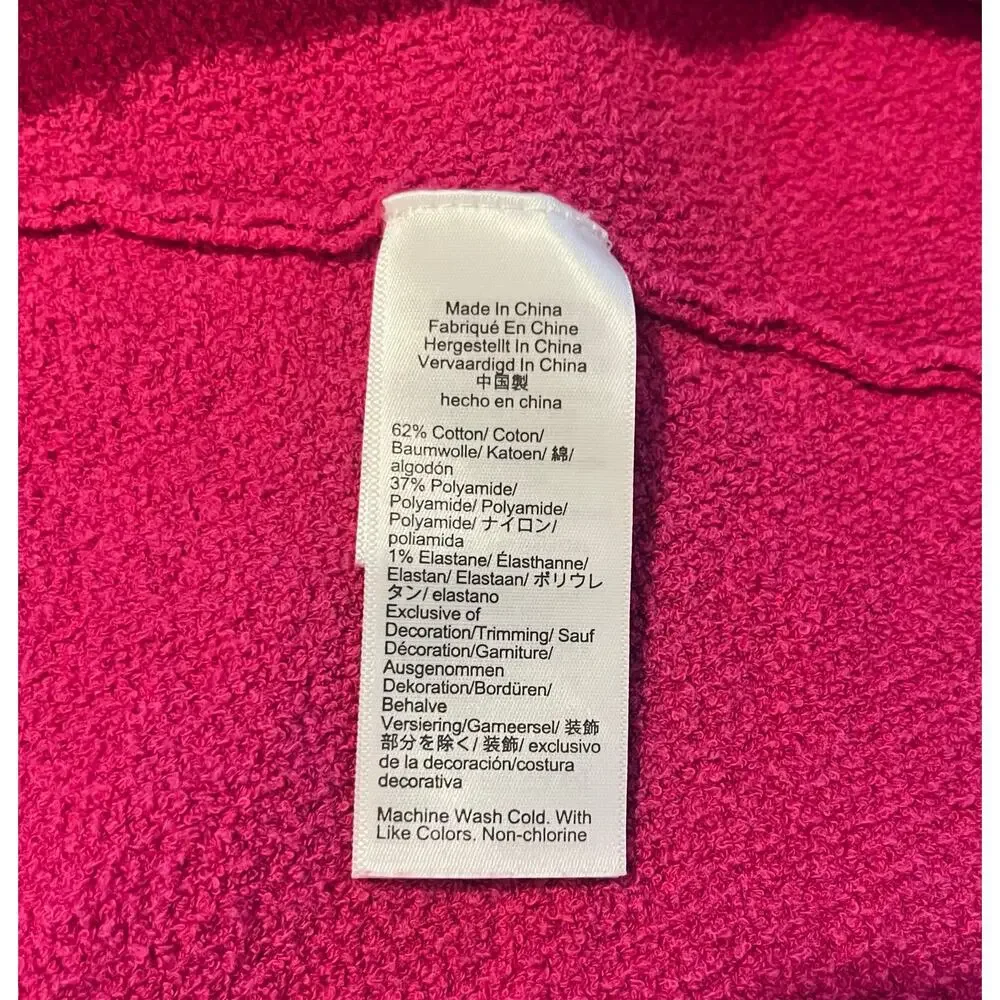 Made In China
Fabriqué En Chine
Hergestellt In China
Vervaardigd In China
中国製
hecho en china
62% Cotton/ Coton/
Baumwolle/ Katoen/ 綿/
algodón
37% Polyamide/
Polyamide/ Polyamide/
Polyamide/ ナイロン/
poliamida
1% Elastane/ Élasthanne/
Elastan/ Elastaan/ ポリウレ
タン/ elastano
Exclusive of
Decoration/Trimming/ Sauf
Décoration/Garniture/
Ausgenommen
Dekoration/Bordüren/
Behalve
Versiering/Garneersel/ 装飾
部分を除く/ 装飾/ exclusivo
de la decoración/costura
decorativa
Machine Wash Cold. With
Like Colors. Non-chlorine